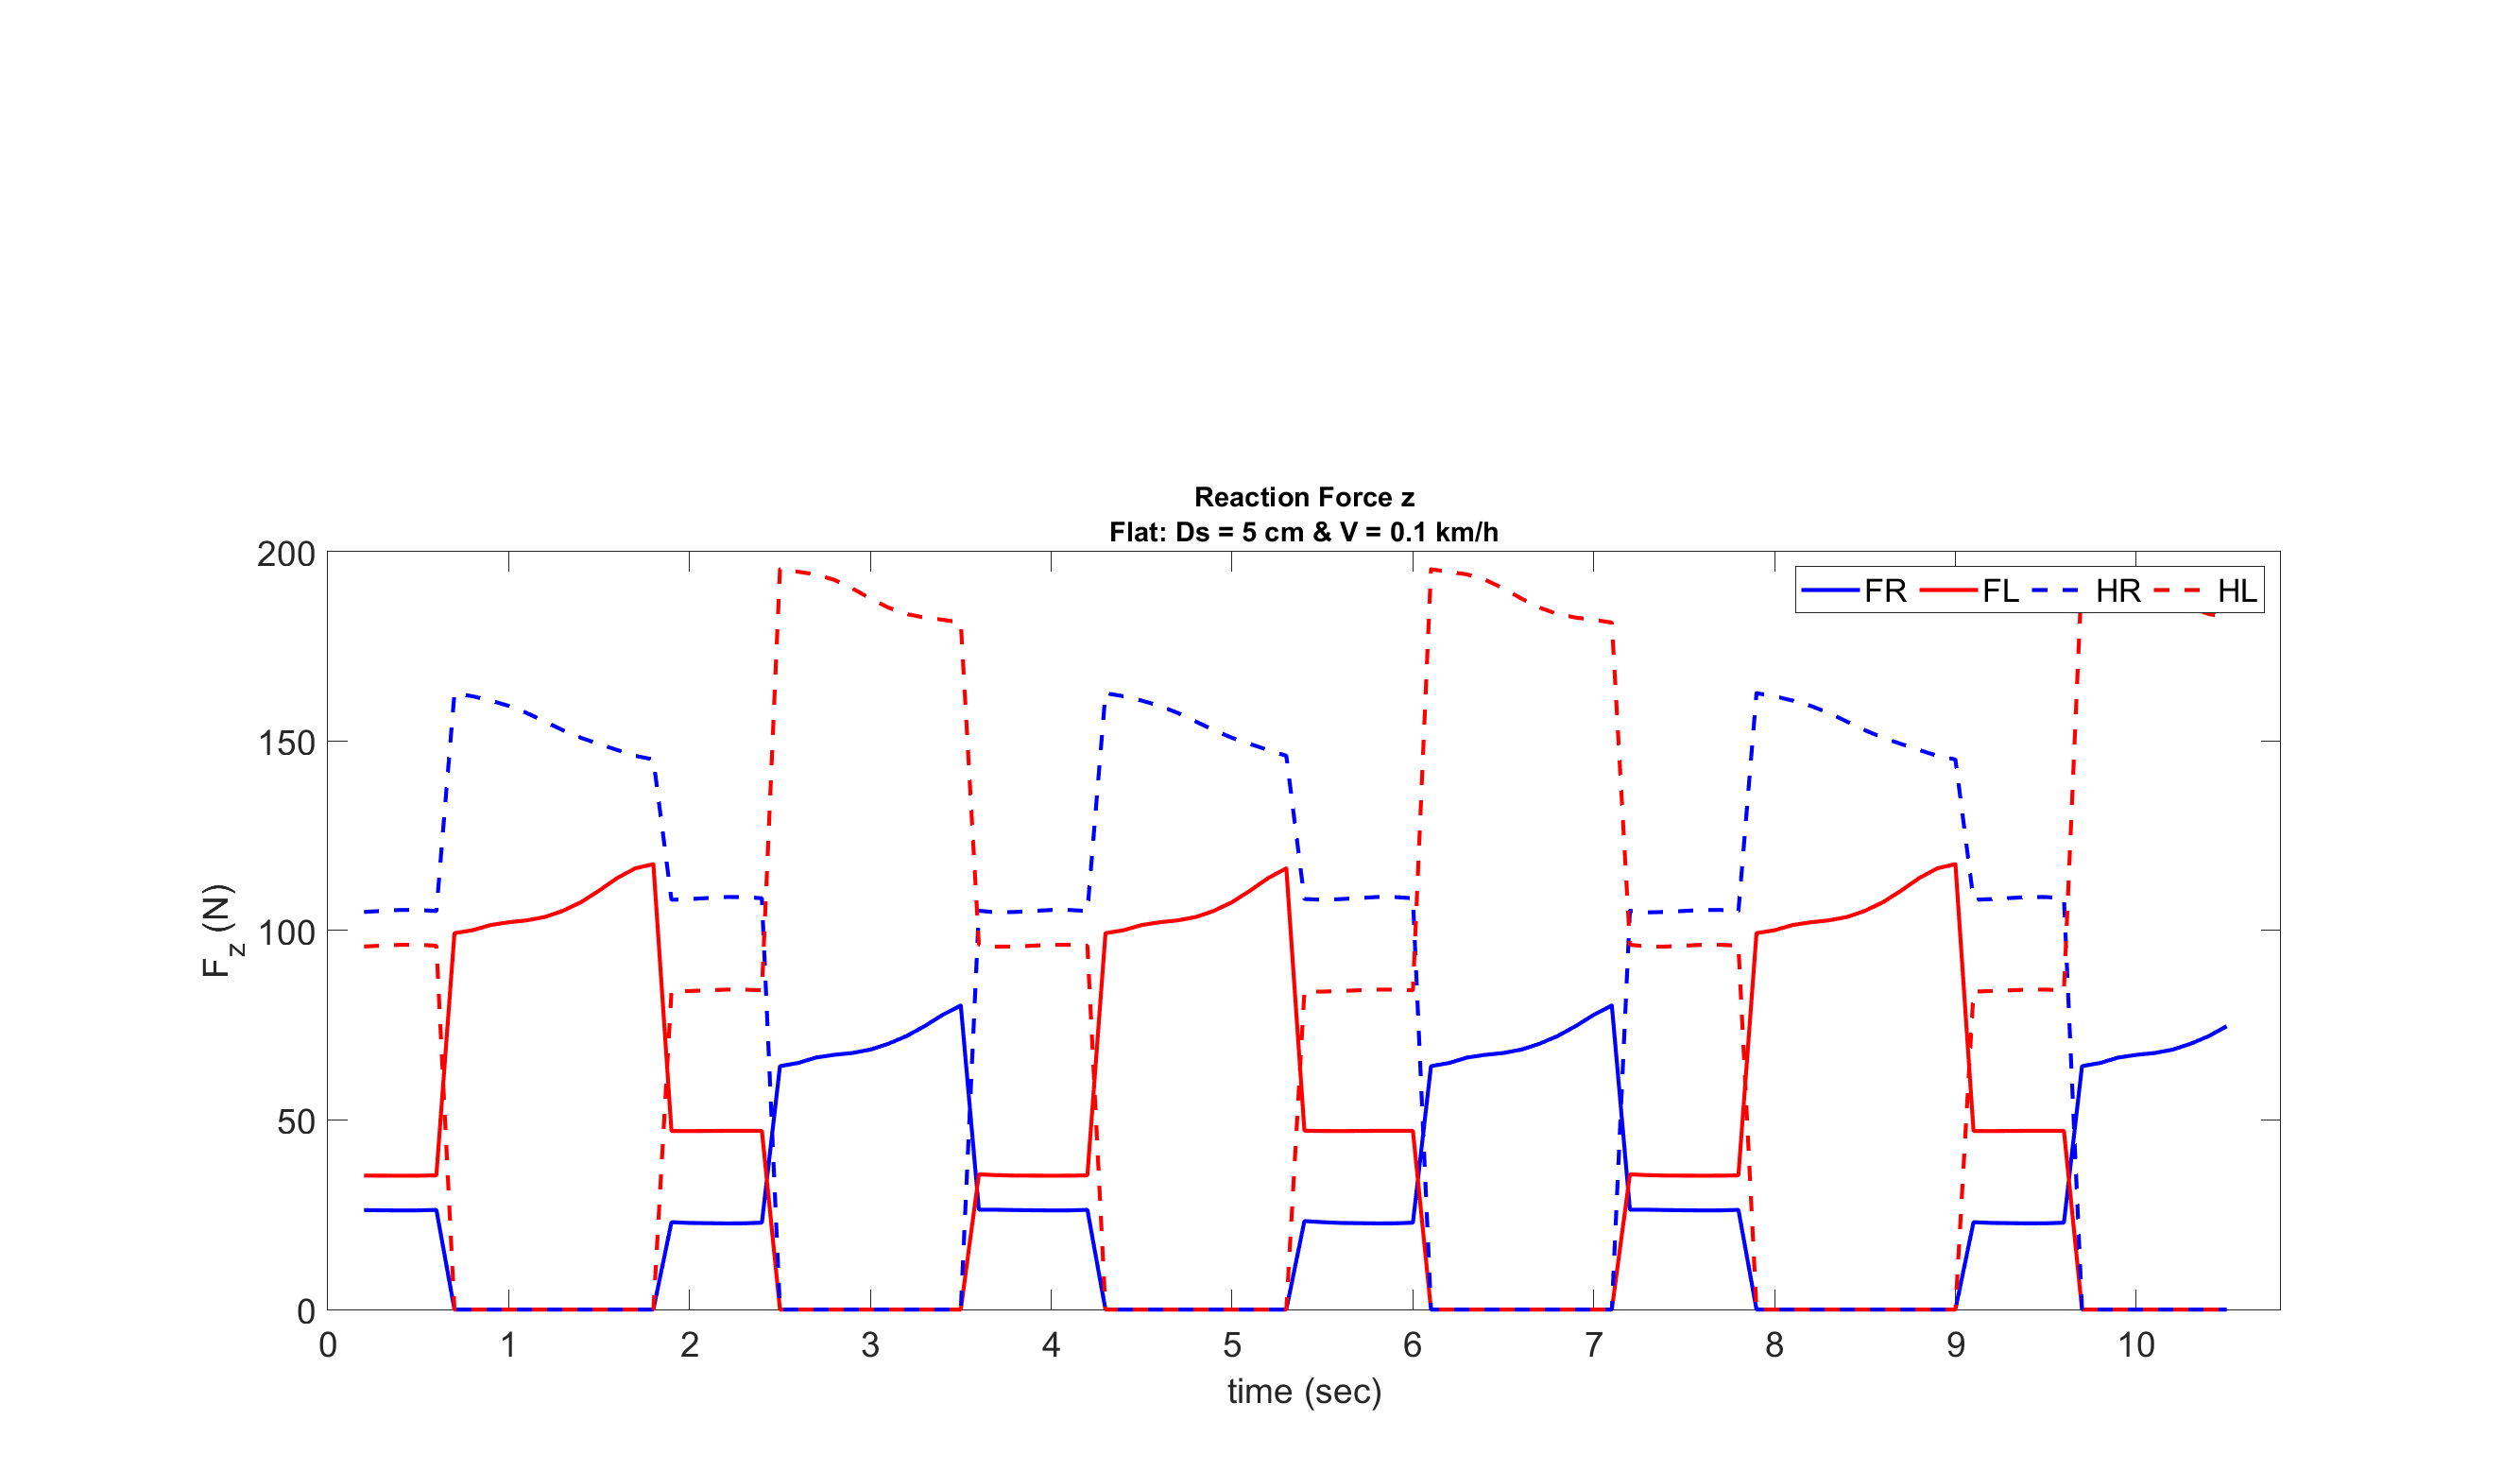 Reaction Force z
Flat: Ds = 5 cm & V = 0.1 km/h
200
150
100
50
0
F_z (N)
FR FL HR HL
0 1 2 3 4 5 6 7 8 9 10
time (sec)